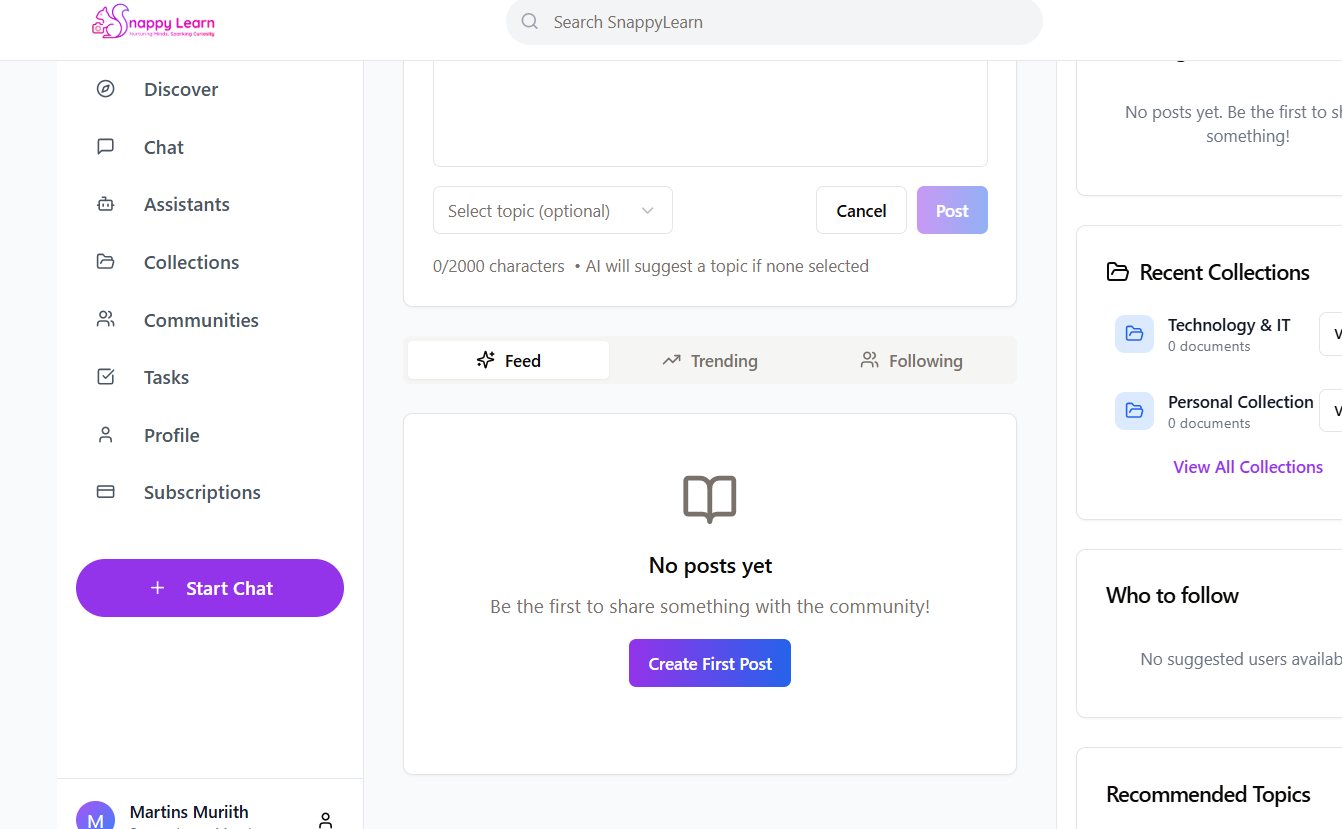 nappy Learn
Nurturing Minds, Sparking Curiosity
Search SnappyLearn
Discover
Chat
Assistants
Collections
Communities
Tasks
Profile
Subscriptions
Start Chat
Martins Muriith
M
Select topic (optional)
Cancel
Post
0/2000 characters • AI will suggest a topic if none selected
Feed
Trending
Following
No posts yet
Be the first to share something with the community!
Create First Post
No posts yet. Be the first to sh
something!
Recent Collections
Technology & IT
0 documents
Personal Collection
0 documents
View All Collections
Who to follow
No suggested users availab
Recommended Topics